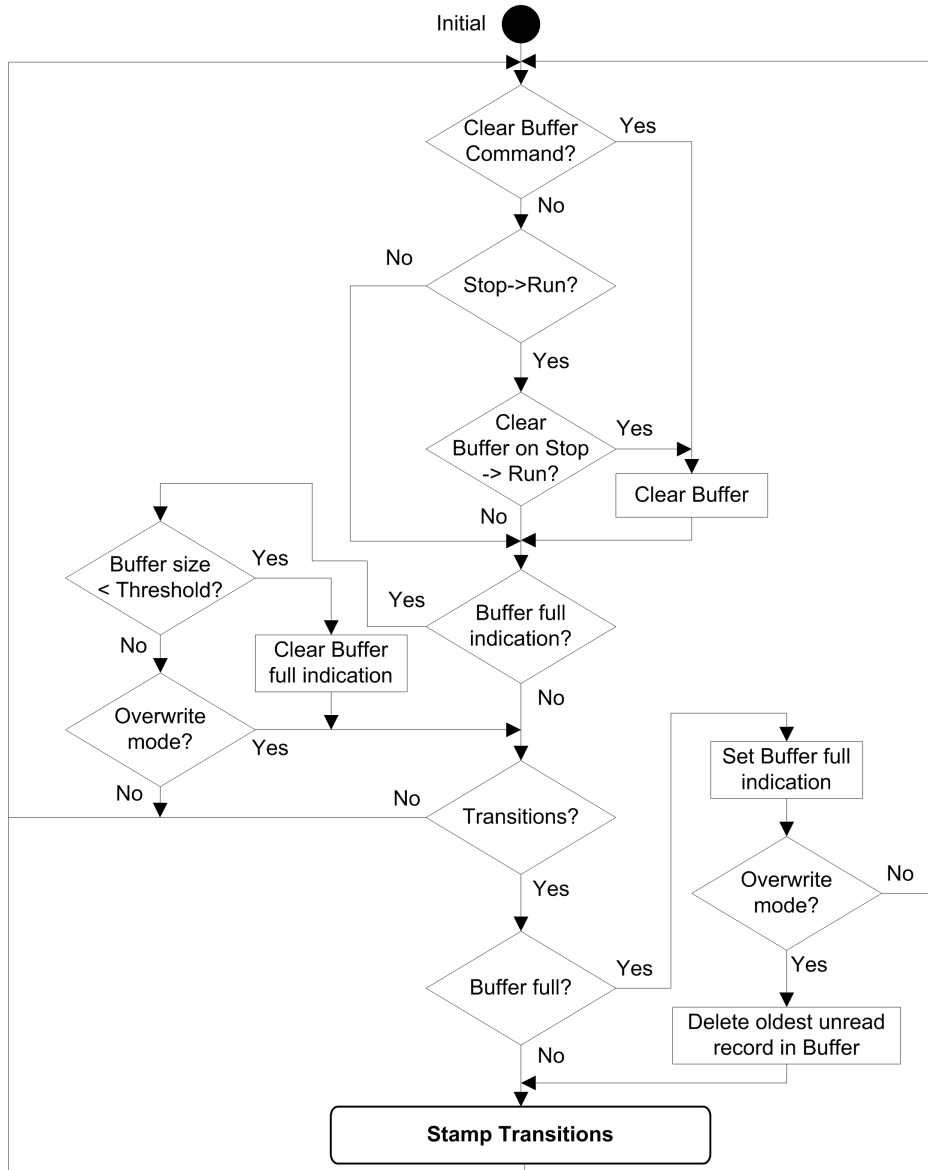 Initial
Clear Buffer
Command?
Yes
No
No
Stop->Run?
Yes
Clear
Buffer on Stop
-> Run?
Yes
Clear Buffer
No
Buffer size
< Threshold?
Yes
Yes
Buffer full
indication?
No
Clear Buffer
full indication
No
Overwrite
mode?
Yes
No
No
Transitions?
Yes
Set Buffer full
indication
Overwrite
mode?
No
Yes
Buffer full?
Yes
Delete oldest unread
record in Buffer
No
Stamp Transitions